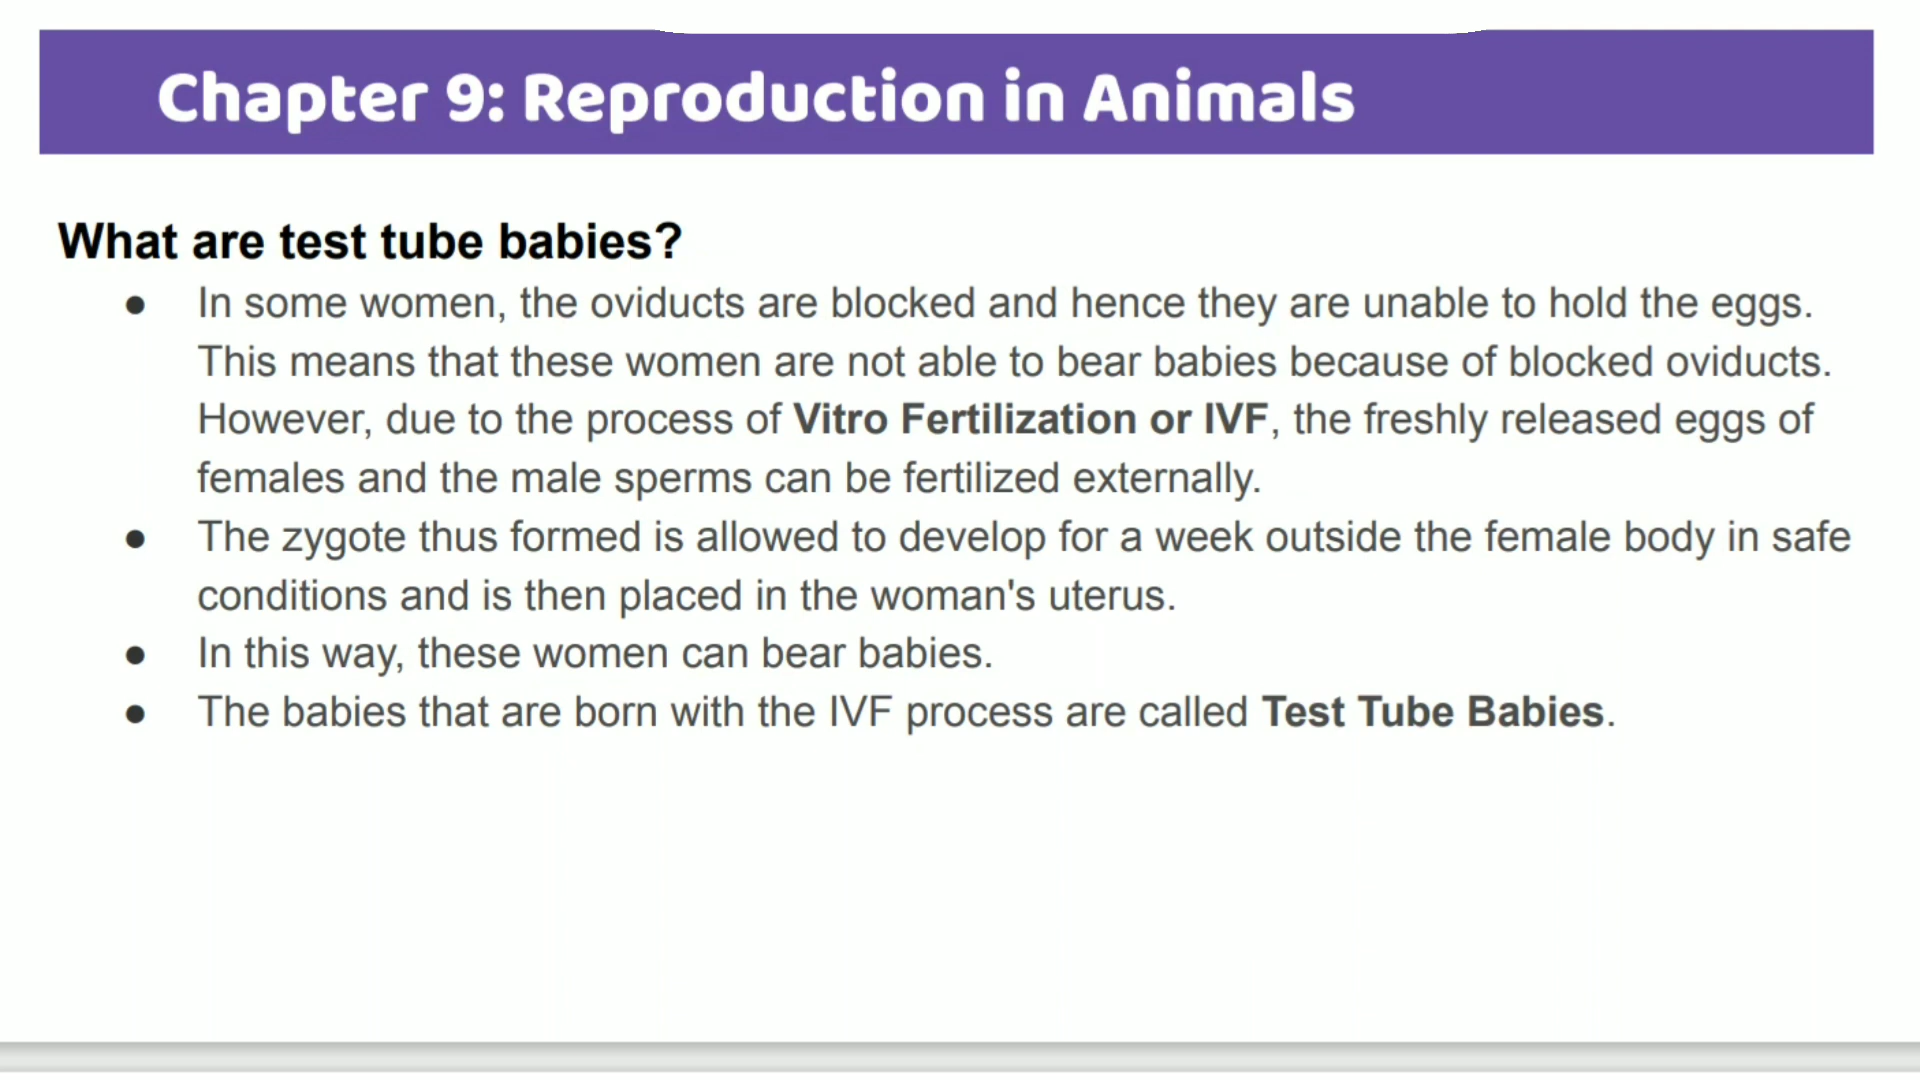 Chapter 9: Reproduction in Animals
What are test tube babies?
● In some women, the oviducts are blocked and hence they are unable to hold the eggs.
This means that these women are not able to bear babies because of blocked oviducts.
However, due to the process of Vitro Fertilization or IVF, the freshly released eggs of
females and the male sperms can be fertilized externally.
● The zygote thus formed is allowed to develop for a week outside the female body in safe
conditions and is then placed in the woman's uterus.
● In this way, these women can bear babies.
● The babies that are born with the IVF process are called Test Tube Babies.